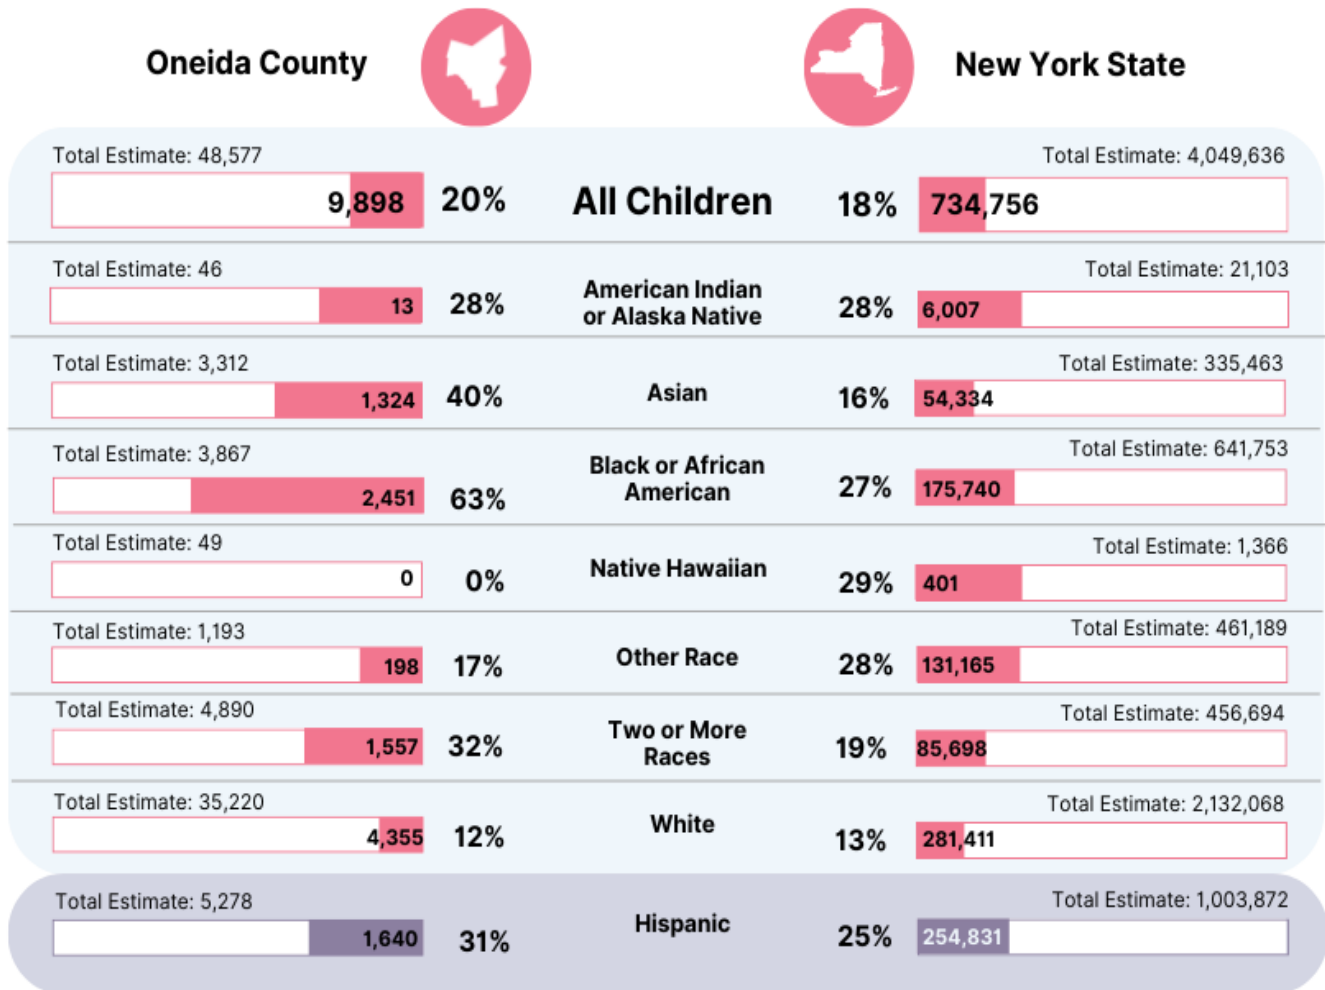 Oneida County
New York State
Total Estimate: 48,577
Total Estimate: 4,049,636
9,898 20% All Children 18% 734,756
Total Estimate: 46
Total Estimate: 21,103
13 28% American Indian
or Alaska Native 28% 6,007
Total Estimate: 3,312
Total Estimate: 335,463
1,324 40% Asian 16% 54,334
Total Estimate: 3,867
Total Estimate: 641,753
2,451 63% Black or African
American 27% 175,740
Total Estimate: 49
Total Estimate: 1,366
0 0% Native Hawaiian 29% 401
Total Estimate: 1,193
Total Estimate: 461,189
198 17% Other Race 28% 131,165
Total Estimate: 4,890
Total Estimate: 456,694
1,557 32% Two or More
Races 19% 85,698
Total Estimate: 35,220
Total Estimate: 2,132,068
4,355 12% White 13% 281,411
Total Estimate: 5,278
Total Estimate: 1,003,872
1,640 31% Hispanic 25% 254,831